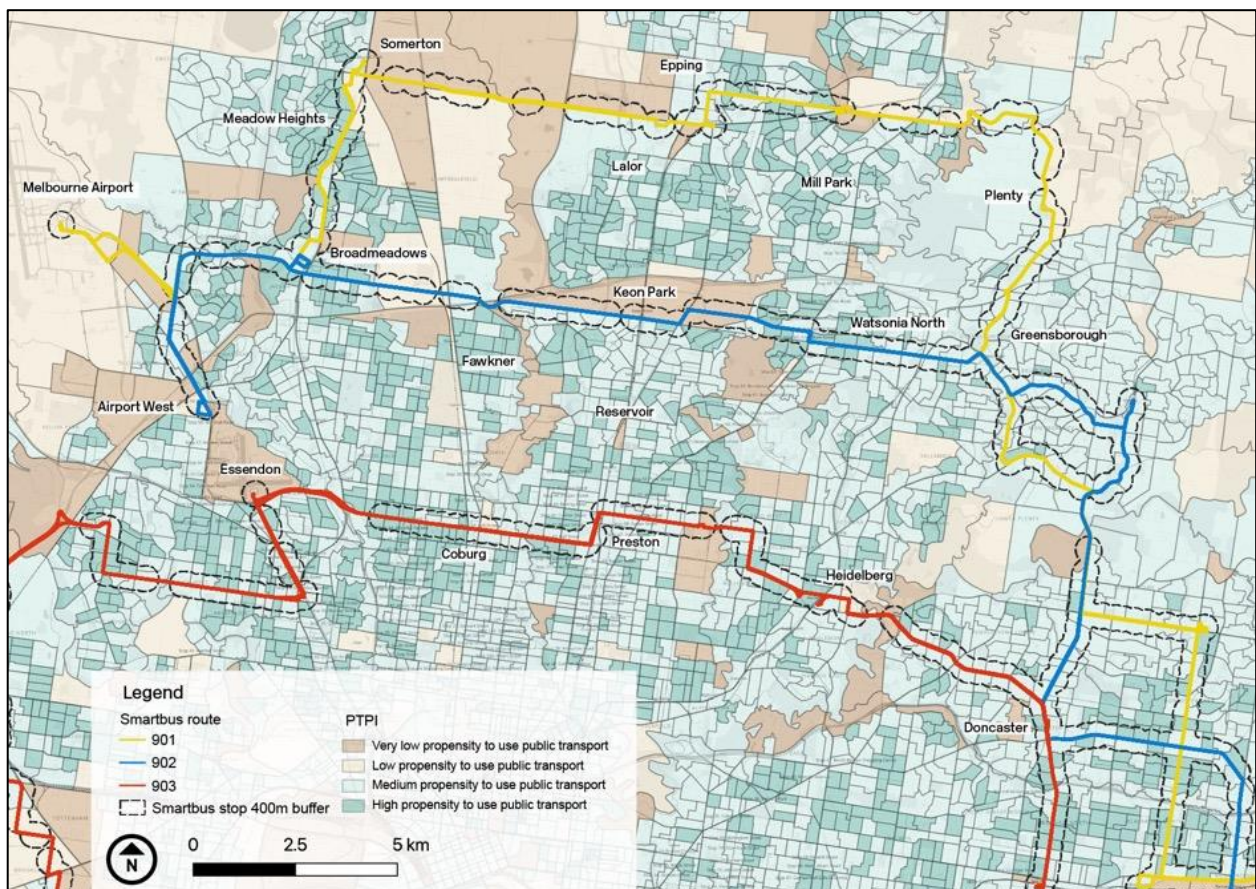 Somerton
Epping
Meadow Heights
Lalor
Mill Park
Melbourne Airport
Plenty
Broadmeadows
Keon Park
Watsonia North
Greensborough
Fawkner
Airport West
Reservoir
Essendon
Coburg
Preston
Heidelberg
Doncaster
Legend
Smartbus route
901
902
903
Smartbus stop 400m buffer
PTPI
Very low propensity to use public transport
Low propensity to use public transport
Medium propensity to use public transport
High propensity to use public transport
N
0 2.5 5 km